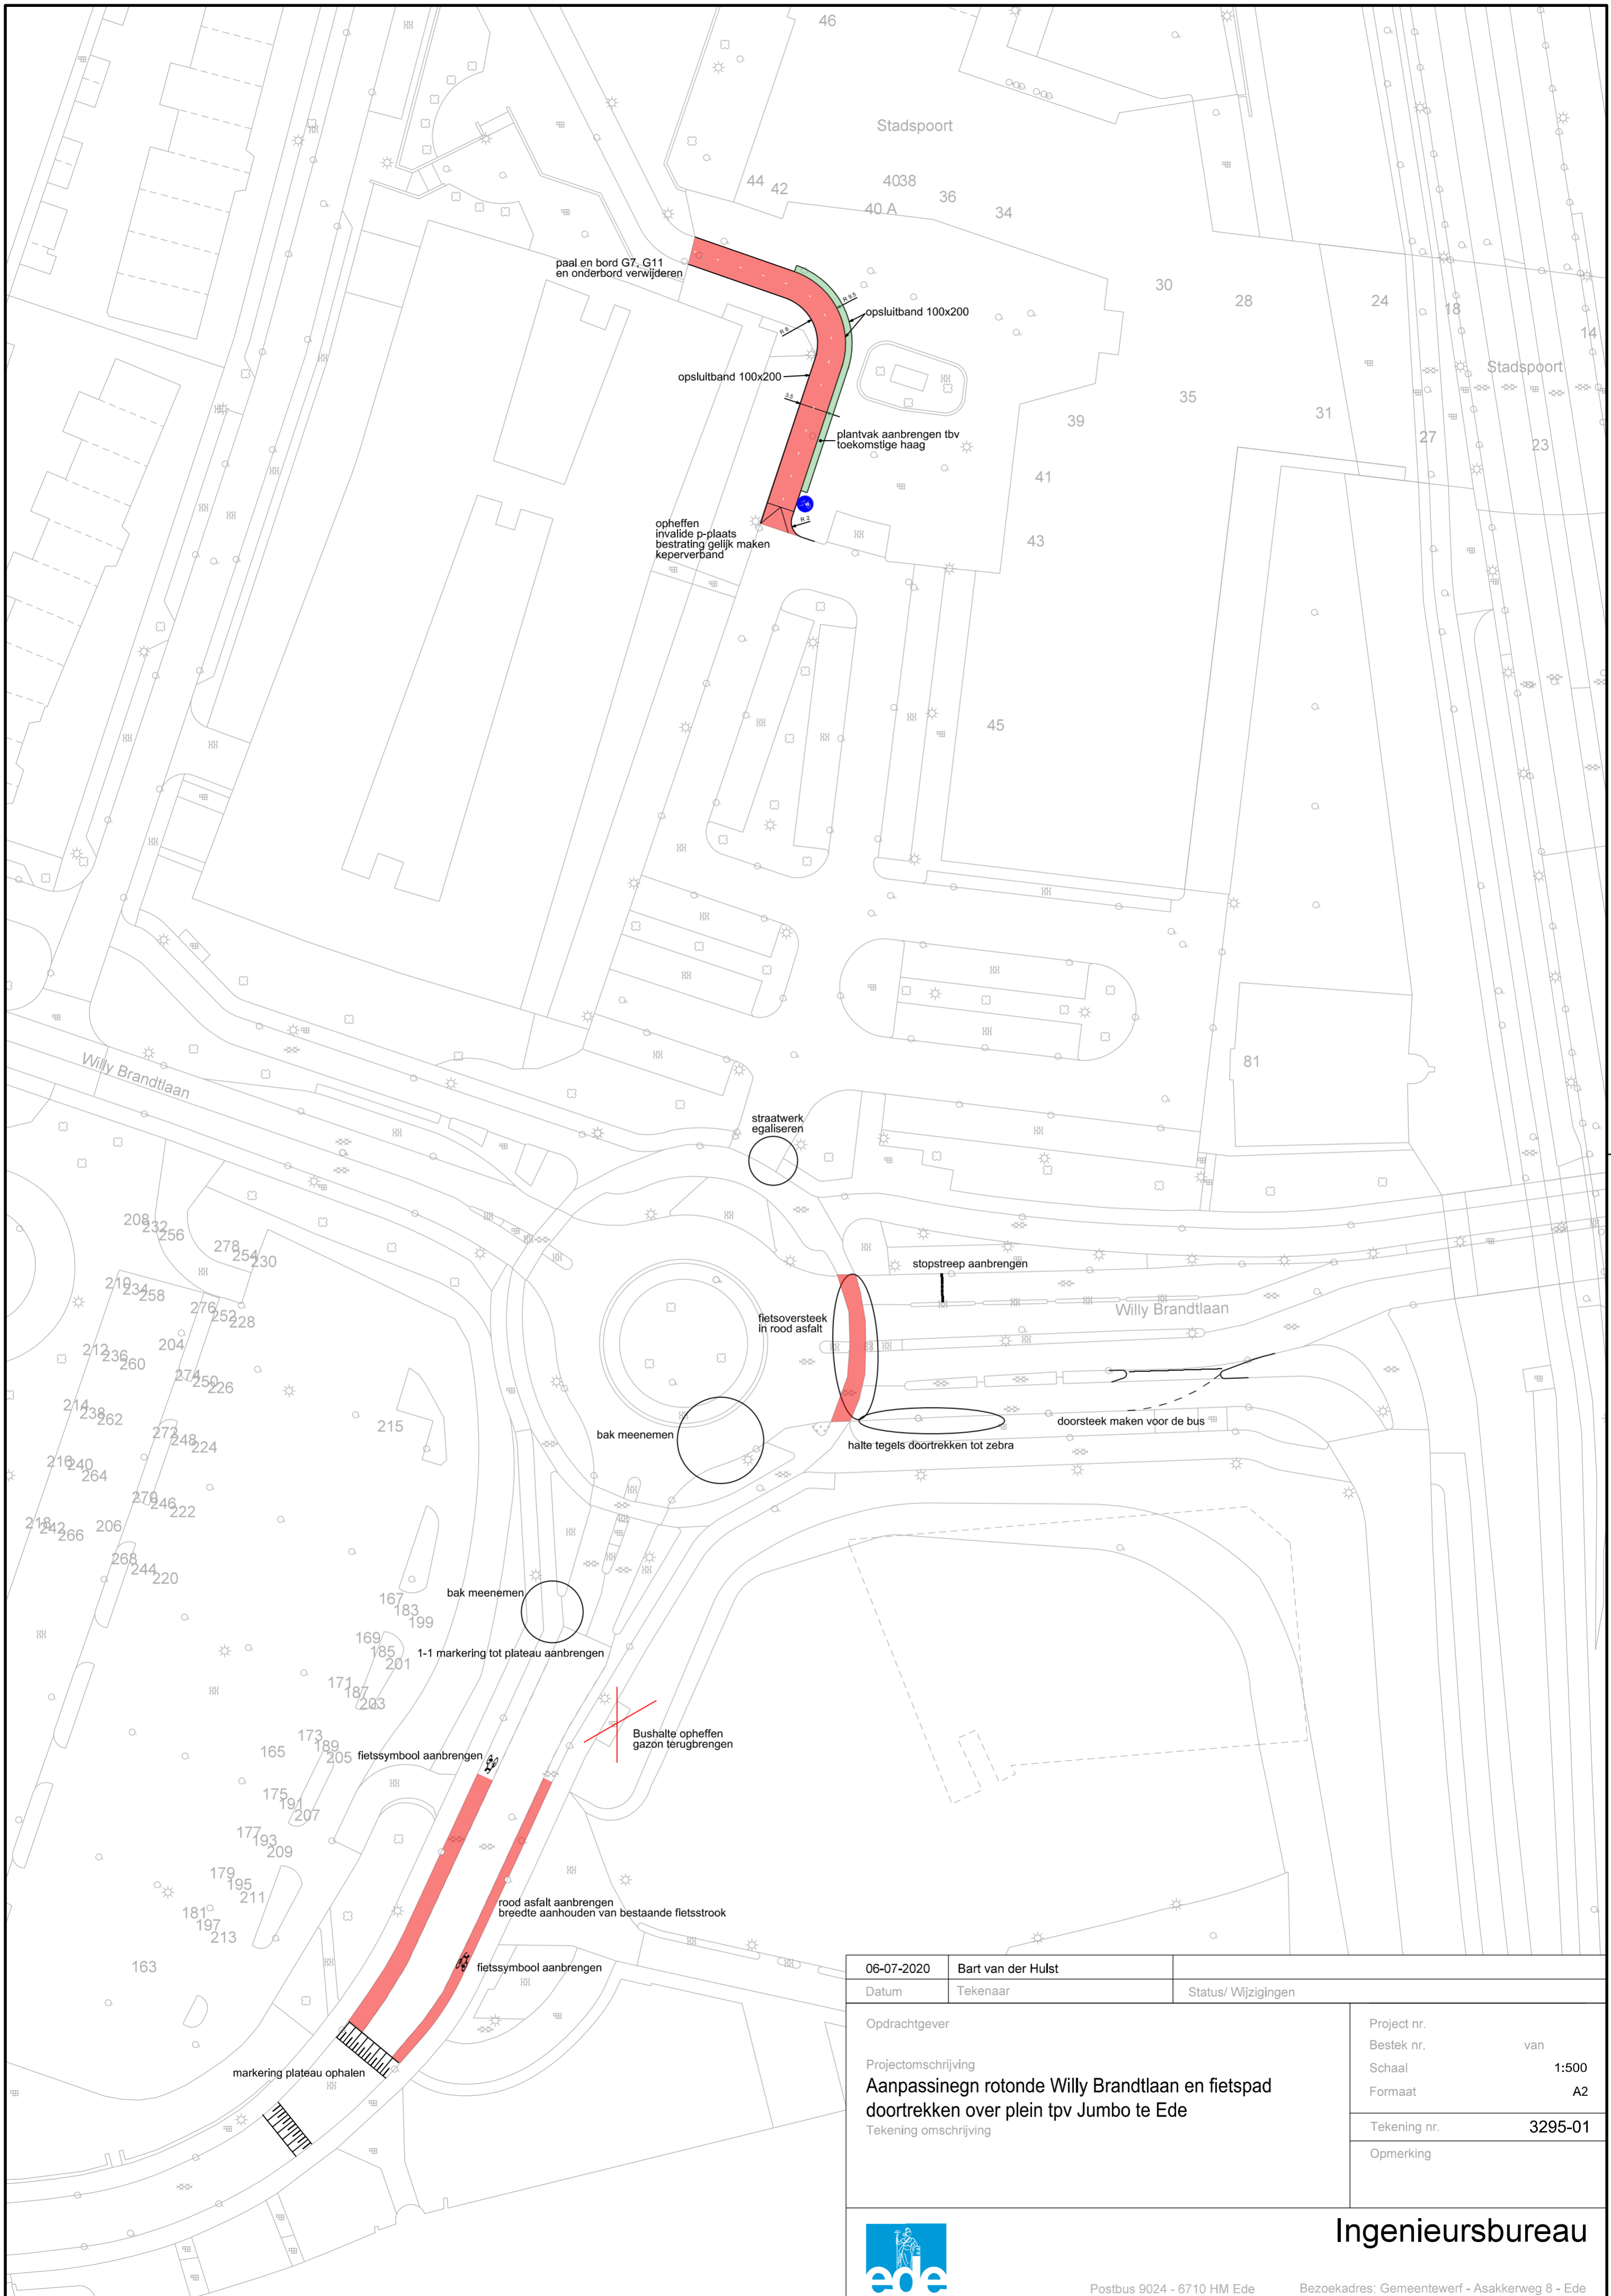 46
Stadspoort
44
42
4038
40 A
36
34
30
28
24
18
14
Stadspoort
paal en bord G7, G11
en onderbord verwijderen
R 9.5
opsluitband 100x200
R 6
opsluitband 100x200
3.5
plantvak aanbrengen tbv
toekomstige haag
39
35
31
27
23
41
43
opheffen
invalide p-plaats
bestrating gelijk maken
keperverband
R 2
45
81
Willy Brandtlaan
straatwerk
egaliseren
208
232
256
278
254
230
210
234
258
276
252
228
204
212
236
260
274
250
226
214
238
262
272
248
224
215
216
240
264
270
246
222
218
242
266
206
268
244
220
stopstreep aanbrengen
Willy Brandtlaan
fietsoversteek
in rood asfalt
bak meenemen
doorsteek maken voor de bus
halte tegels doortrekken tot zebra
bak meenemen
1-1 markering tot plateau aanbrengen
167
183
199
169
185
201
171
187
203
173
189
205
165
175
191
207
177
193
209
179
195
211
181
197
213
163
Bushalte opheffen
gazon terugbrengen
fietssymbool aanbrengen
rood asfalt aanbrengen
breedte aanhouden van bestaande fietsstrook
fietssymbool aanbrengen
markering plateau ophalen
06-07-2020
Bart van der Hulst
Datum
Tekenaar
Status/ Wijzigingen
Opdrachtgever
Projectomschrijving
Aanpassinegn rotonde Willy Brandtlaan en fietspad
doortrekken over plein tpv Jumbo te Ede
Tekening omschrijving
Project nr.
Bestek nr. van
Schaal 1:500
Formaat A2
Tekening nr. 3295-01
Opmerking
ede
Ingenieursbureau
Postbus 9024 - 6710 HM Ede
Bezoekadres: Gemeentewerf - Asakkerweg 8 - Ede